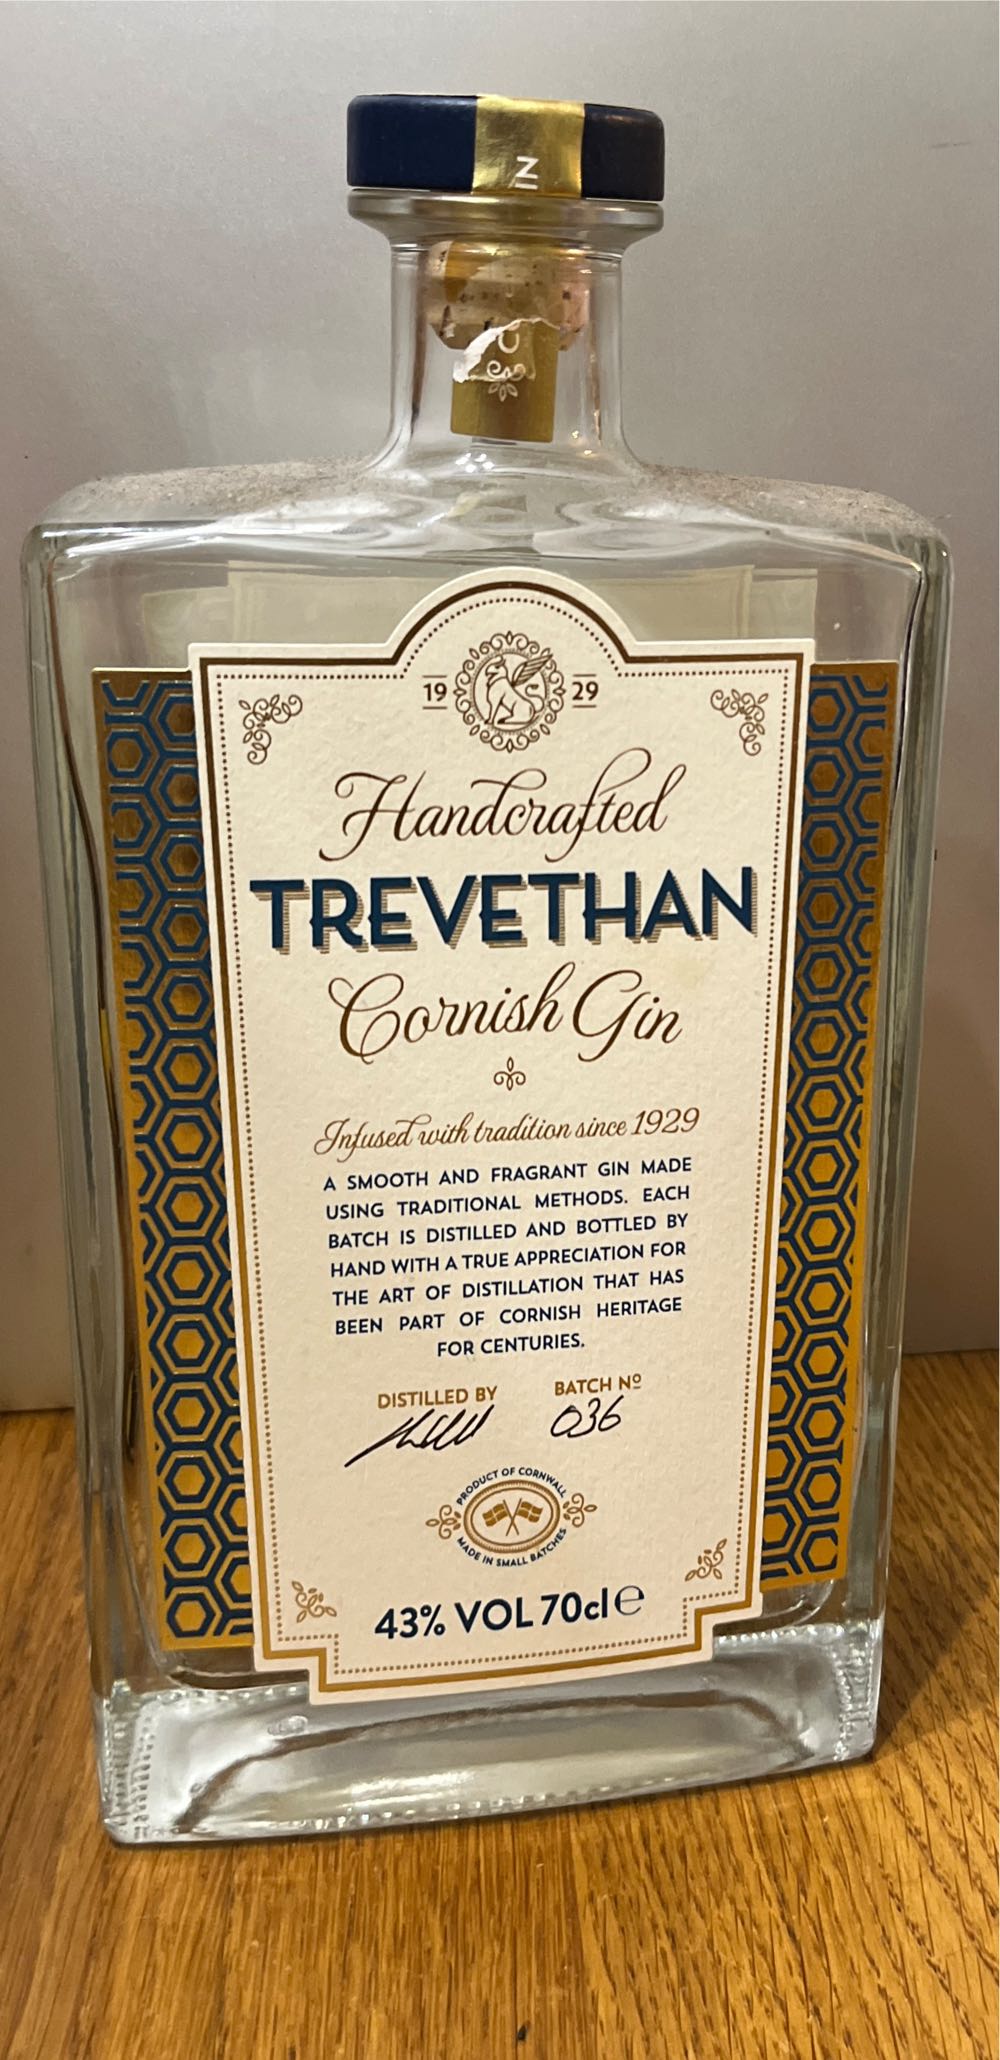 IN
19 29
Handcrafted
TREVETHAN
Cornish Gin
Infused with tradition since 1929
A SMOOTH AND FRAGRANT GIN MADE
USING TRADITIONAL METHODS. EACH
BATCH IS DISTILLED AND BOTTLED BY
HAND WITH A TRUE APPRECIATION FOR
THE ART OF DISTILLATION THAT HAS
BEEN PART OF CORNISH HERITAGE
FOR CENTURIES.
DISTILLED BY BATCH Nº
036
PRODUCT OF CORNWALL
MADE IN SMALL BATCHES
43% VOL 70cl e